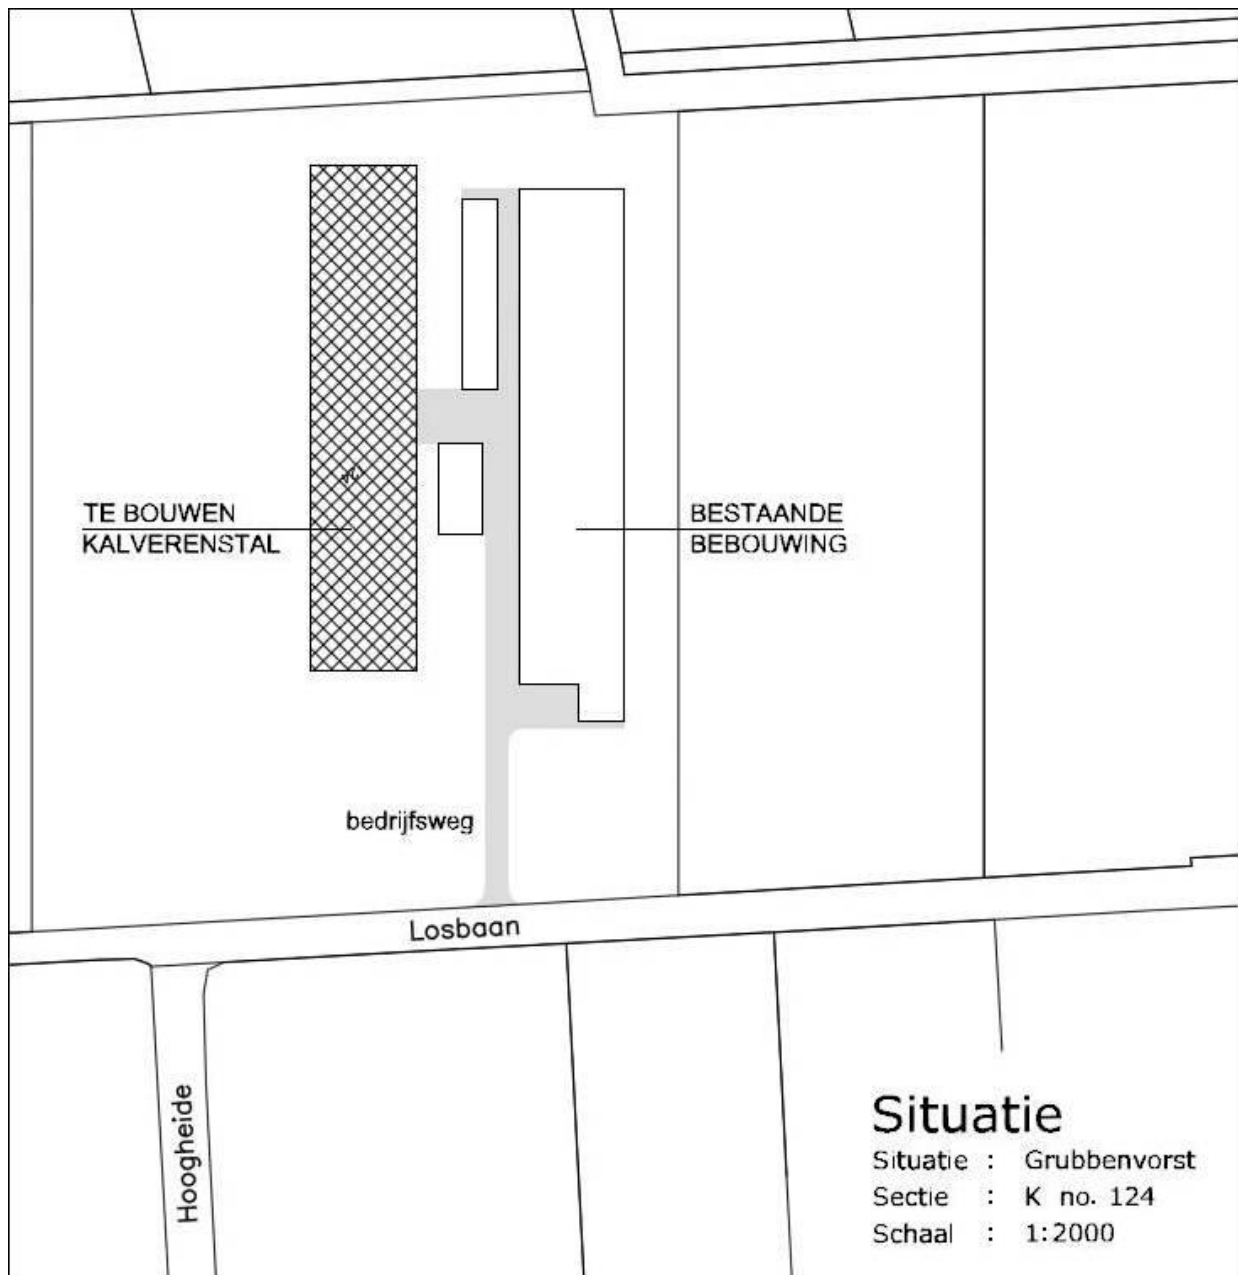 TE BOUWEN
KALVERENSTAL
BESTAANDE
BEBOUWING
bedrijfsweg
Losbaan
Hoogheide
Situatie
Situatie : Grubbenvorst
Sectie : K no. 124
Schaal : 1:2000